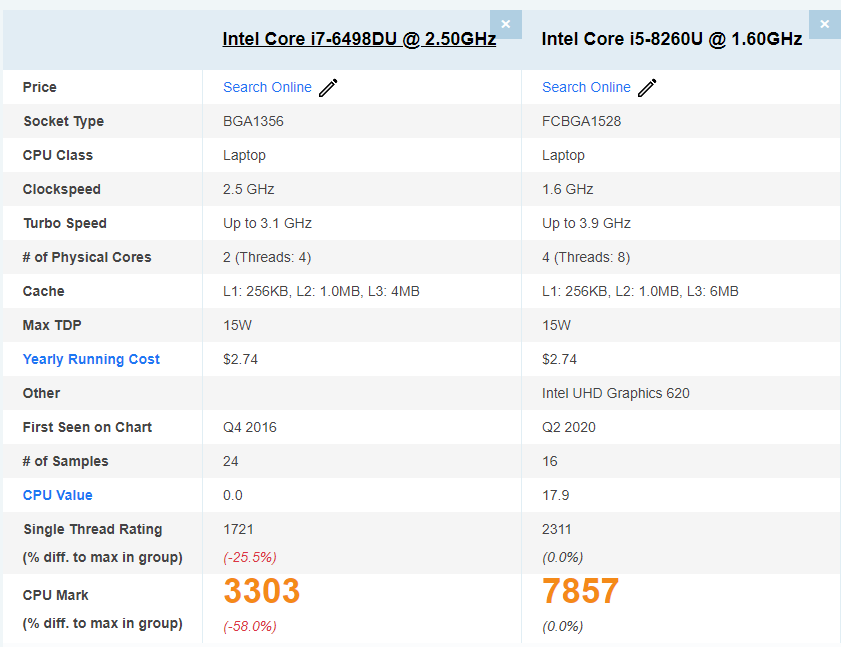 × ×
Intel Core i7-6498DU @ 2.50GHz Intel Core i5-8260U @ 1.60GHz
Price Search Online Search Online
Socket Type BGA1356 FCBGA1528
CPU Class Laptop Laptop
Clockspeed 2.5 GHz 1.6 GHz
Turbo Speed Up to 3.1 GHz Up to 3.9 GHz
# of Physical Cores 2 (Threads: 4) 4 (Threads: 8)
Cache L1: 256KB, L2: 1.0MB, L3: 4MB L1: 256KB, L2: 1.0MB, L3: 6MB
Max TDP 15W 15W
Yearly Running Cost $2.74 $2.74
Other Intel UHD Graphics 620
First Seen on Chart Q4 2016 Q2 2020
# of Samples 24 16
CPU Value 0.0 17.9
Single Thread Rating 1721 2311
(% diff. to max in group) (-25.5%) (0.0%)
CPU Mark 3303 7857
(% diff. to max in group) (-58.0%) (0.0%)